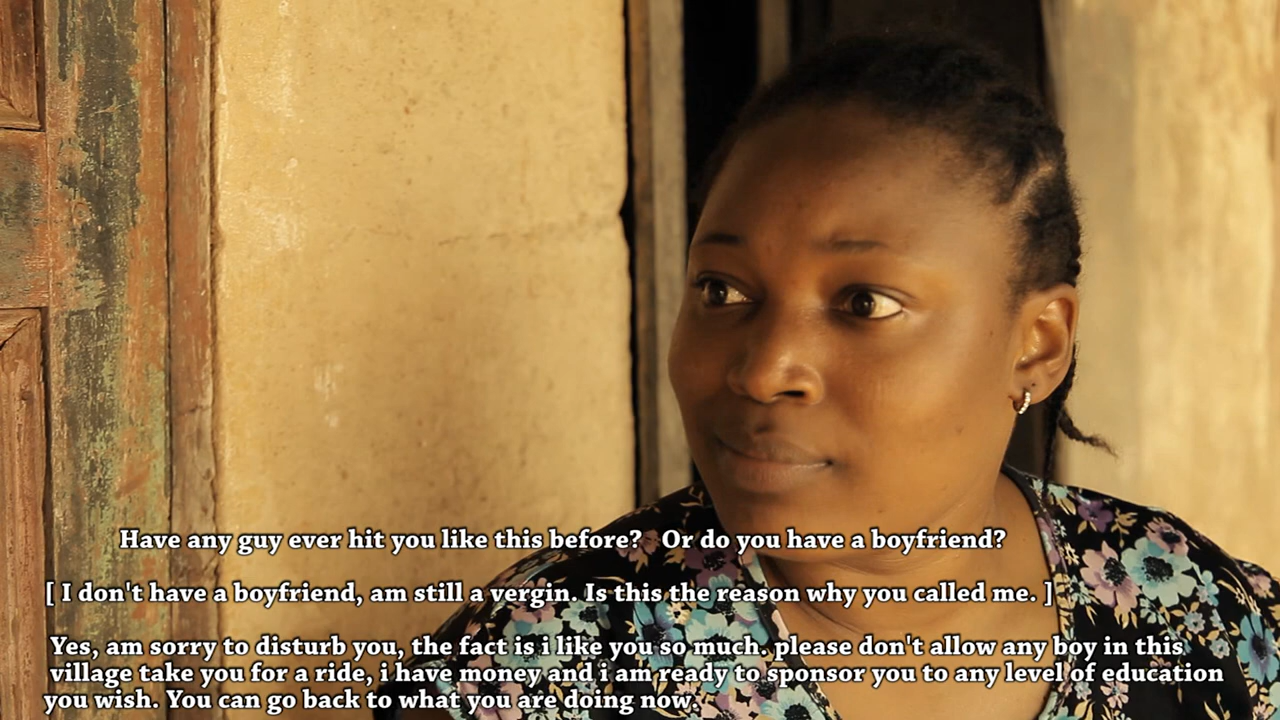 Have any guy ever hit you like this before? Or do you have a boyfriend?
[ I don't have a boyfriend, am still a vergin. Is this the reason why you called me. ]
Yes, am sorry to disturb you, the fact is i like you so much. please don't allow any boy in this
village take you for a ride, i have money and i am ready to sponsor you to any level of education
you wish. You can go back to what you are doing now.